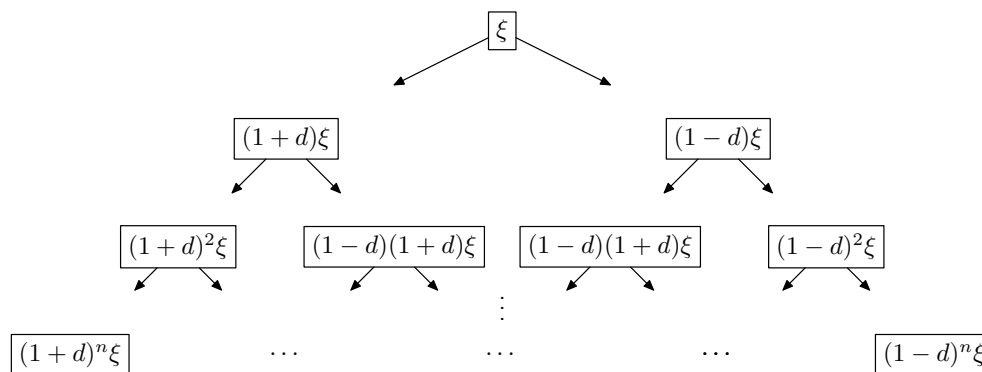 ξ
(1 + d)ξ (1 − d)ξ
(1 + d)²ξ (1 − d)(1 + d)ξ (1 − d)(1 + d)ξ (1 − d)²ξ
⋮
(1 + d)ⁿξ ⋯ ⋯ ⋯ (1 − d)ⁿξ